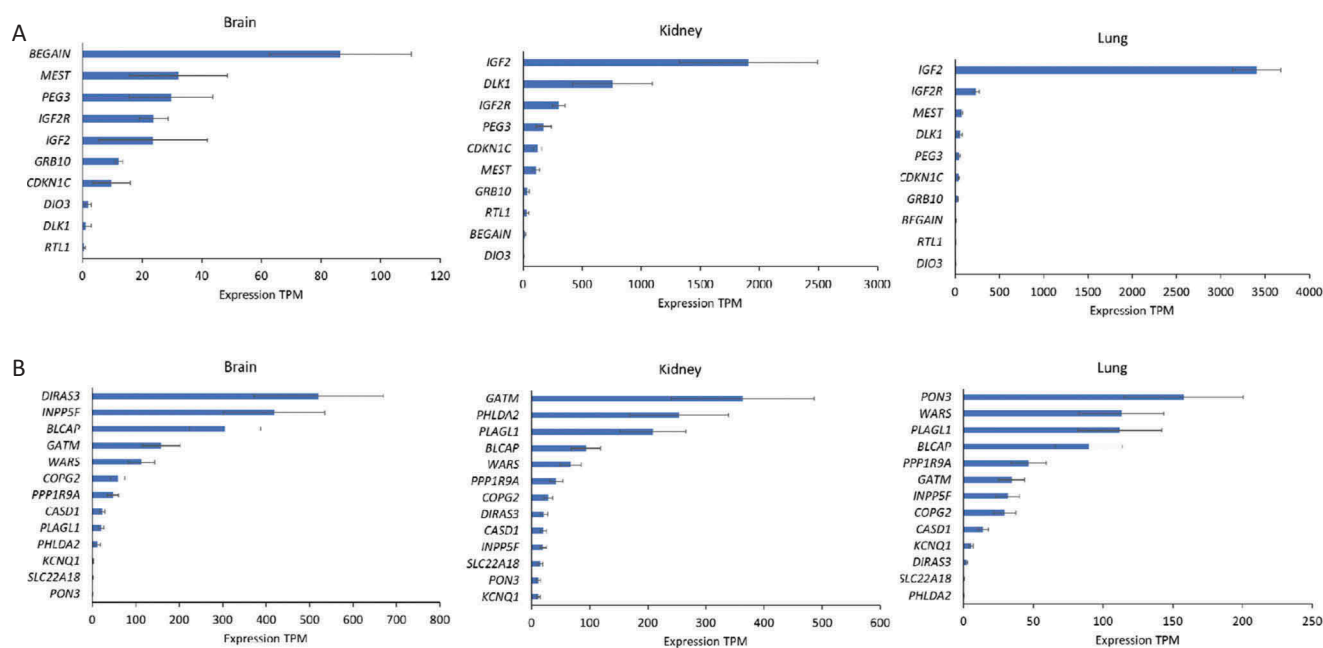 A
Brain
BEGAIN
MEST
PEG3
IGF2R
IGF2
GRB10
CDKN1C
DIO3
DLK1
RTL1
0 20 40 60 80 100 120
Expression TPM
Kidney
IGF2
DLK1
IGF2R
PEG3
CDKN1C
MEST
GRB10
RTL1
BEGAIN
DIO3
0 500 1000 1500 2000 2500 3000
Expression TPM
Lung
IGF2
IGF2R
MEST
DLK1
PEG3
CDKN1C
GRB10
BEGAIN
RTL1
DIO3
0 500 1000 1500 2000 2500 3000 3500 4000
Expression TPM
B
Brain
DIRAS3
INPP5F
BLCAP
GATM
WARS
COPG2
PPP1R9A
CASD1
PLAGL1
PHLDA2
KCNQ1
SLC22A18
PON3
0 100 200 300 400 500 600 700 800
Expression TPM
Kidney
GATM
PHLDA2
PLAGL1
BLCAP
WARS
PPP1R9A
COPG2
DIRAS3
CASD1
INPP5F
SLC22A18
PON3
KCNQ1
0 100 200 300 400 500 600
Expression TPM
Lung
PON3
WARS
PLAGL1
BLCAP
PPP1R9A
GATM
INPP5F
COPG2
CASD1
KCNQ1
DIRAS3
SLC22A18
PHLDA2
0 50 100 150 200 250
Expression TPM